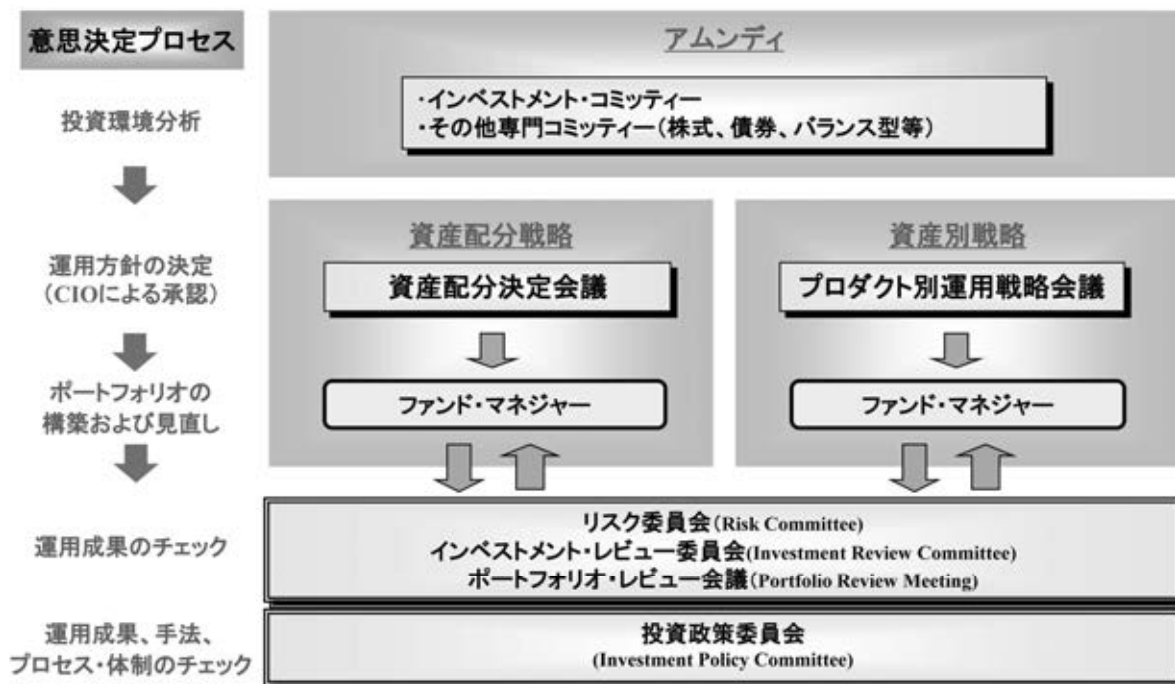 意思決定プロセス
アムンディ
投資環境分析
・インベストメント・コミッティー
・その他専門コミッティー(株式、債券、バランス型等)
運用方針の決定
(CIOによる承認)
資産配分戦略
資産配分決定会議
資産別戦略
プロダクト別運用戦略会議
ポートフォリオの
構築および見直し
ファンド・マネジャー
ファンド・マネジャー
運用成果のチェック
リスク委員会(Risk Committee)
インベストメント・レビュー委員会(Investment Review Committee)
ポートフォリオ・レビュー会議(Portfolio Review Meeting)
運用成果、手法、
プロセス・体制のチェック
投資政策委員会
(Investment Policy Committee)